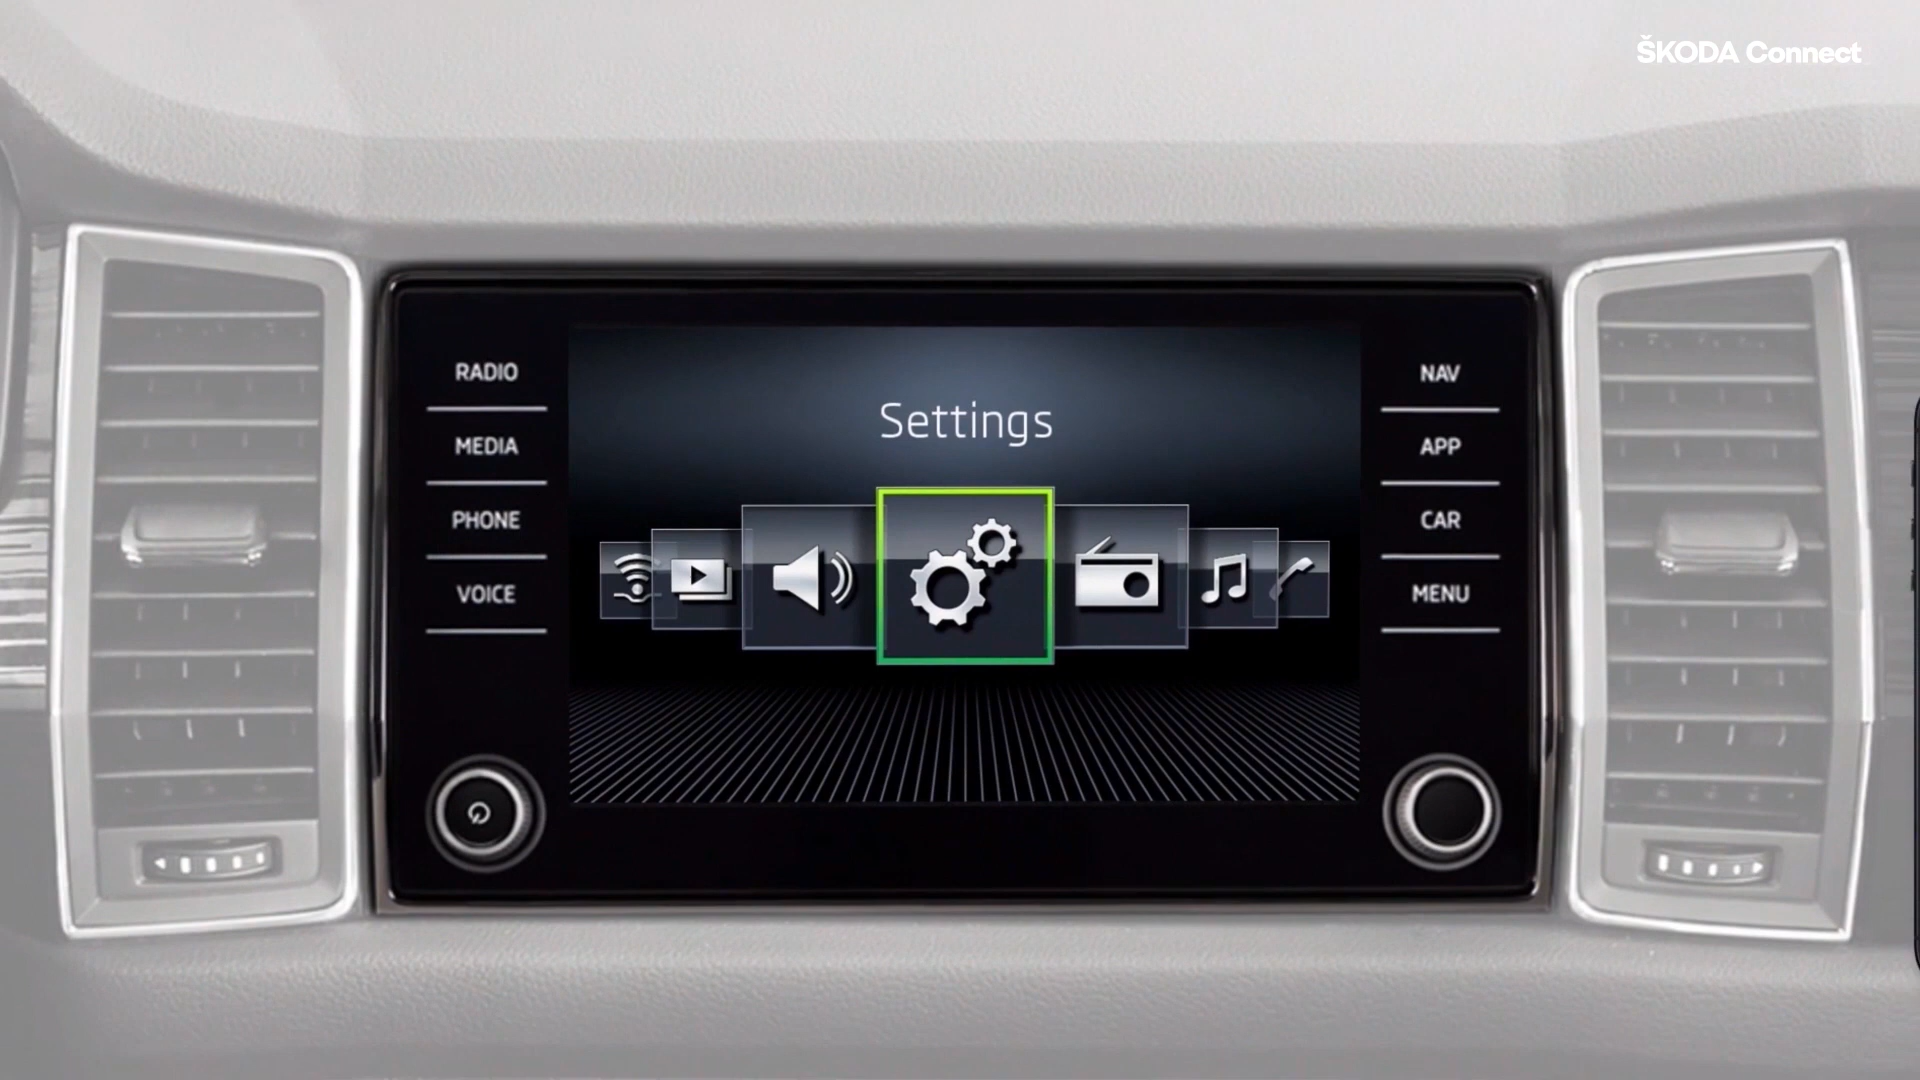 ŠKODA Connect
RADIO
MEDIA
PHONE
VOICE
Settings
NAV
APP
CAR
MENU